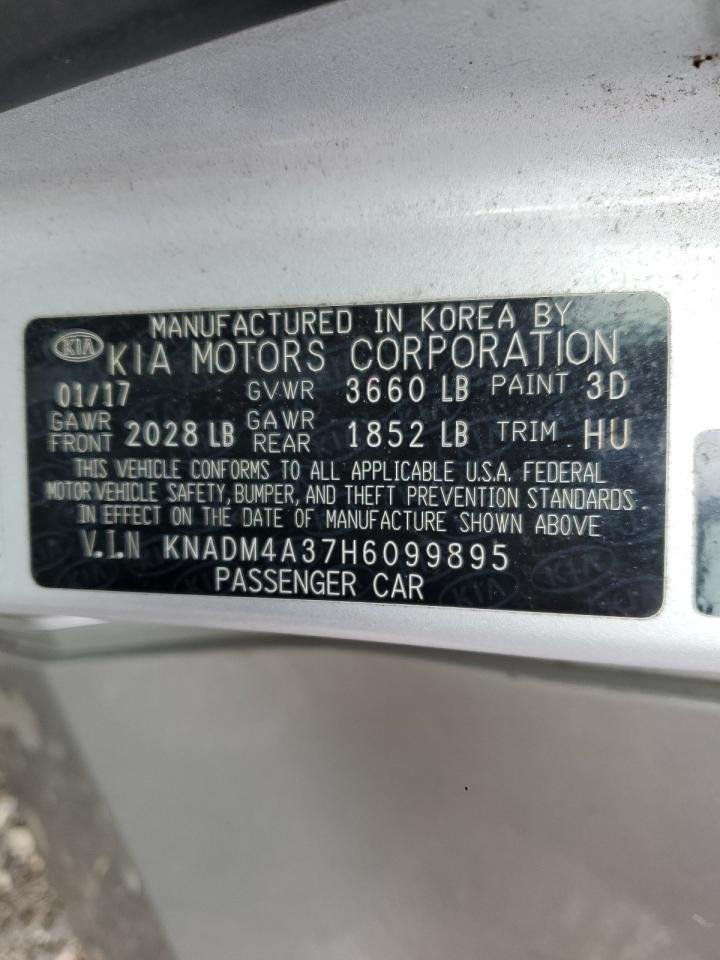 MANUFACTURED IN KOREA BY
KIA KIA MOTORS CORPORATION
01/17 GVWR 3660 LB PAINT 3D
GAWR FRONT 2028 LB GAWR REAR 1852 LB TRIM HU
THIS VEHICLE CONFORMS TO ALL APPLICABLE U.S.A. FEDERAL
MOTOR VEHICLE SAFETY, BUMPER, AND THEFT PREVENTION STANDARDS
IN EFFECT ON THE DATE OF MANUFACTURE SHOWN ABOVE
V.I.N KNADM4A37H6099895
PASSENGER CAR